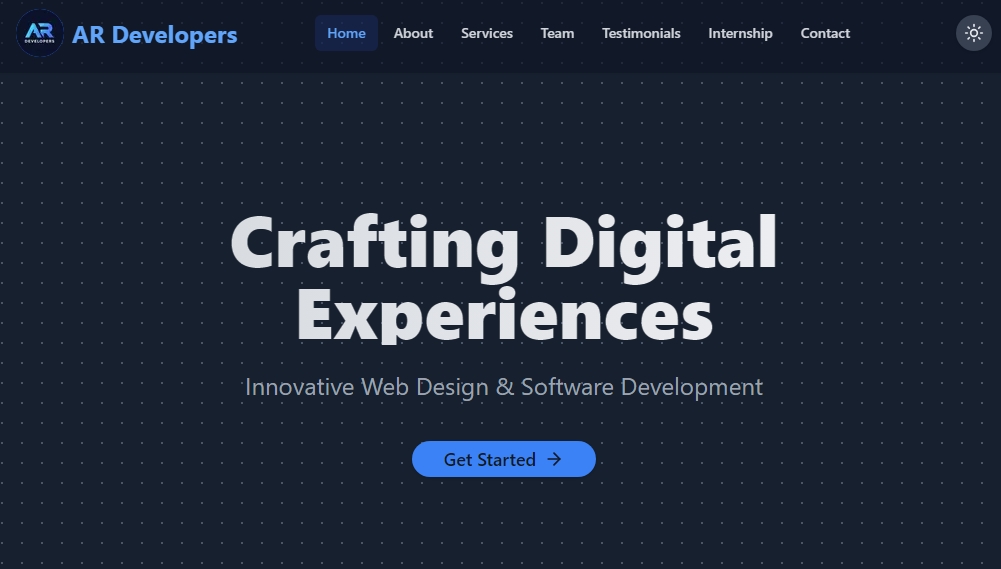 AR
DEVELOPERS
AR Developers
Home
About
Services
Team
Testimonials
Internship
Contact
Crafting Digital
Experiences
Innovative Web Design & Software Development
Get Started